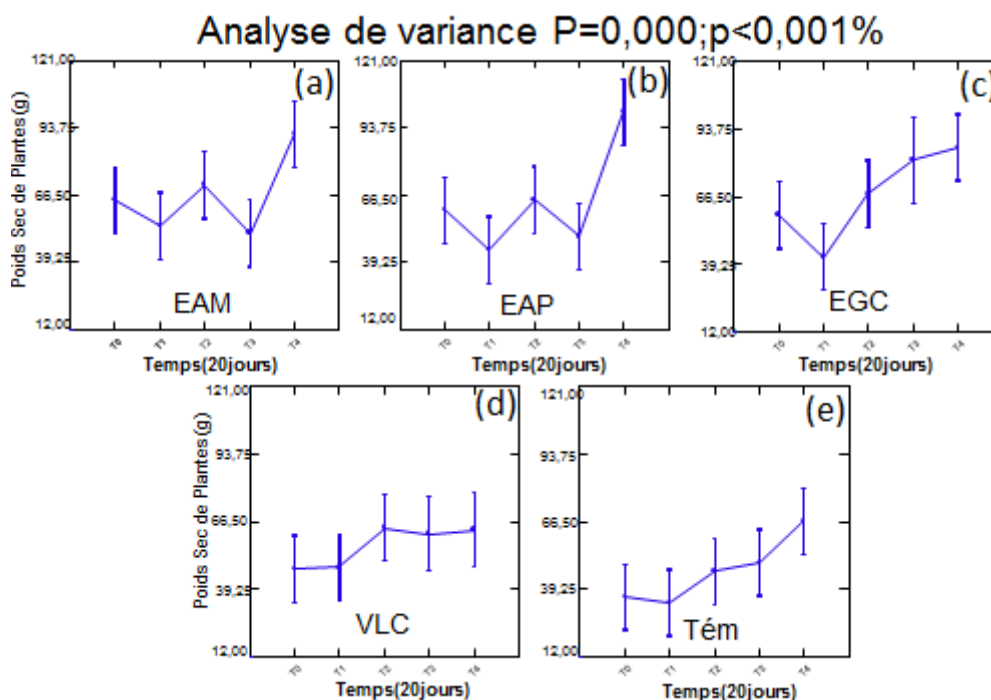 Analyse de variance P=0,000;p<0,001%
Poids Sec de Plantes(g)
121,00
93,75
66,50
39,25
12,00
(a)
EAM
T0 T1 T2 T3 T4
Temps(20jours)
121,00
93,75
66,50
39,25
12,00
(b)
EAP
T0 T1 T2 T3 T4
Temps(20jours)
121,00
93,75
66,50
39,25
12,00
(c)
EGC
T0 T1 T2 T3 T4
Temps(20jours)
Poids Sec de Plantes(g)
121,00
93,75
66,50
39,25
12,00
(d)
VLC
T0 T1 T2 T3 T4
Temps(20jours)
121,00
93,75
66,50
39,25
12,00
(e)
Tém
T0 T1 T2 T3 T4
Temps(20jours)